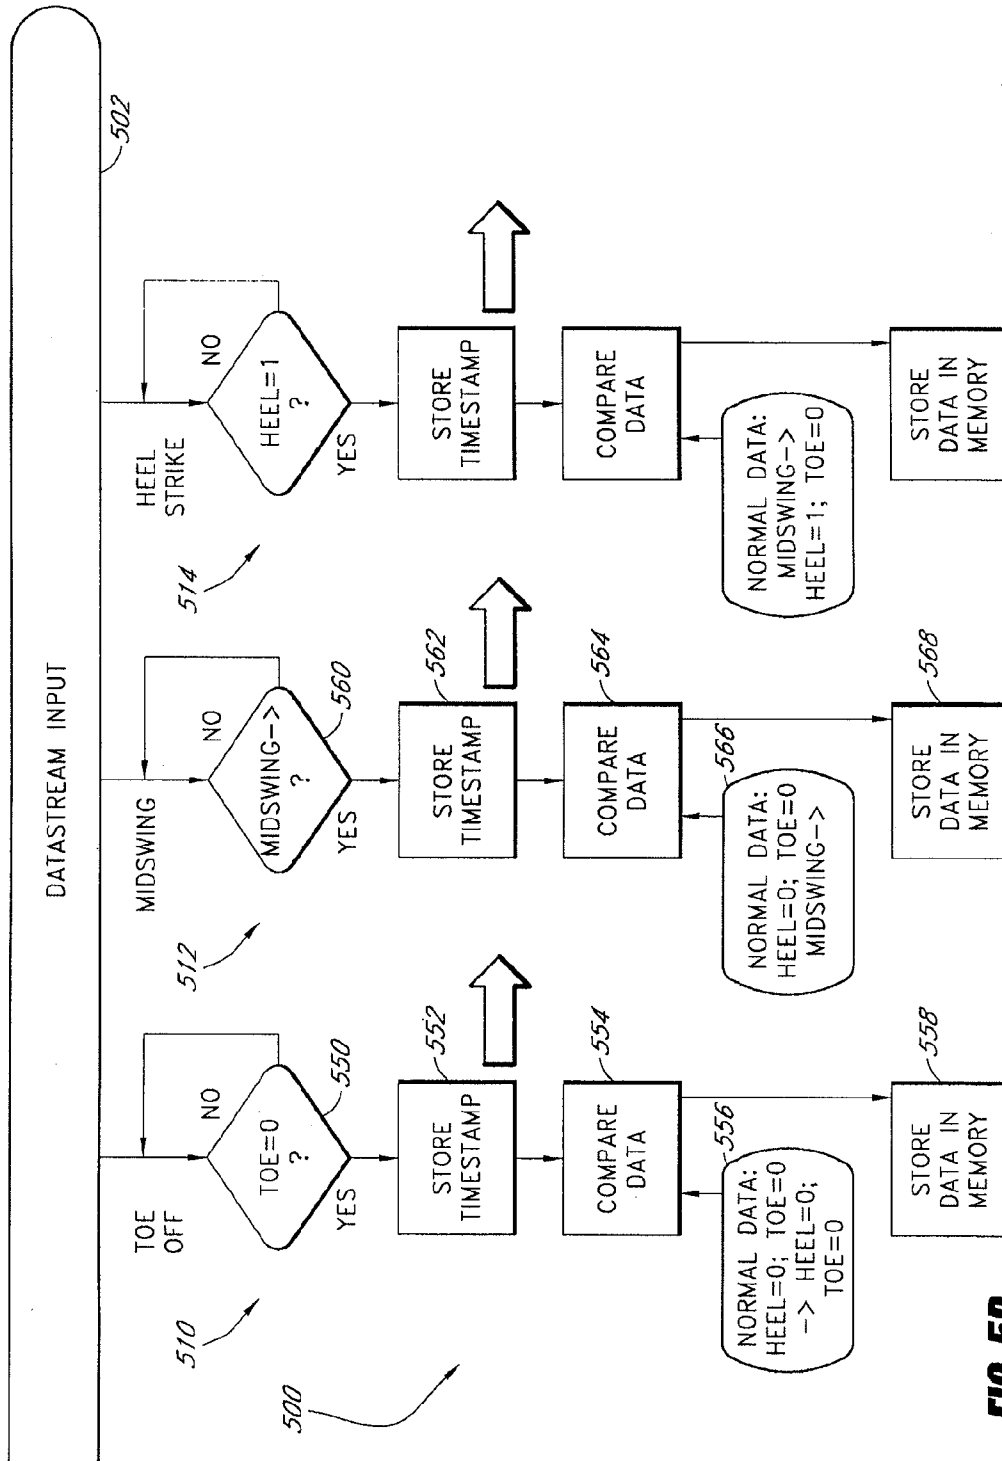 DATASTREAM INPUT
502
TOE
OFF
NO
TOE=0
?
YES
550
510
STORE
TIMESTAMP
552
COMPARE
DATA
554
NORMAL DATA:
HEEL=0; TOE=0
-> HEEL=0;
TOE=0
556
STORE
DATA IN
MEMORY
558
500
MIDSWING
NO
MIDSWING->
?
YES
560
512
STORE
TIMESTAMP
562
COMPARE
DATA
564
NORMAL DATA:
HEEL=0; TOE=0
MIDSWING->
566
STORE
DATA IN
MEMORY
568
HEEL
STRIKE
NO
HEEL=1
?
YES
514
STORE
TIMESTAMP
COMPARE
DATA
NORMAL DATA:
MIDSWING->
HEEL=1; TOE=0
STORE
DATA IN
MEMORY